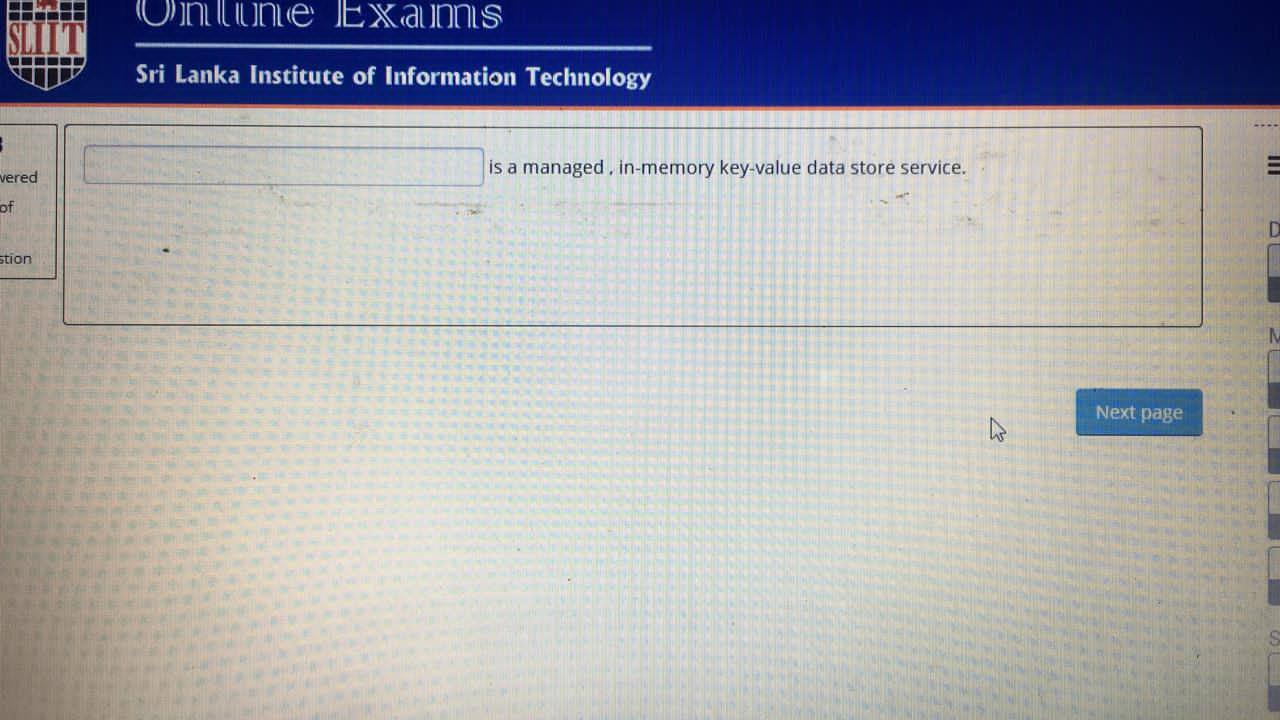 Online Exams
SLIIT
Sri Lanka Institute of Information Technology
is a managed , in-memory key-value data store service.
wered
of
stion
Next page